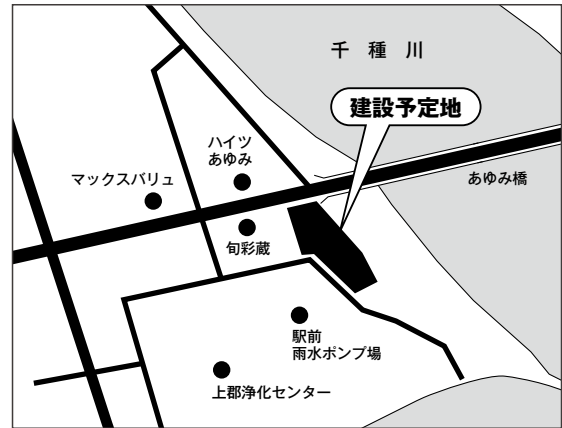 千種川
建設予定地
ハイツ
あゆみ
マックスバリュ
あゆみ橋
旬彩蔵
駅前
雨水ポンプ場
上郡浄化センター